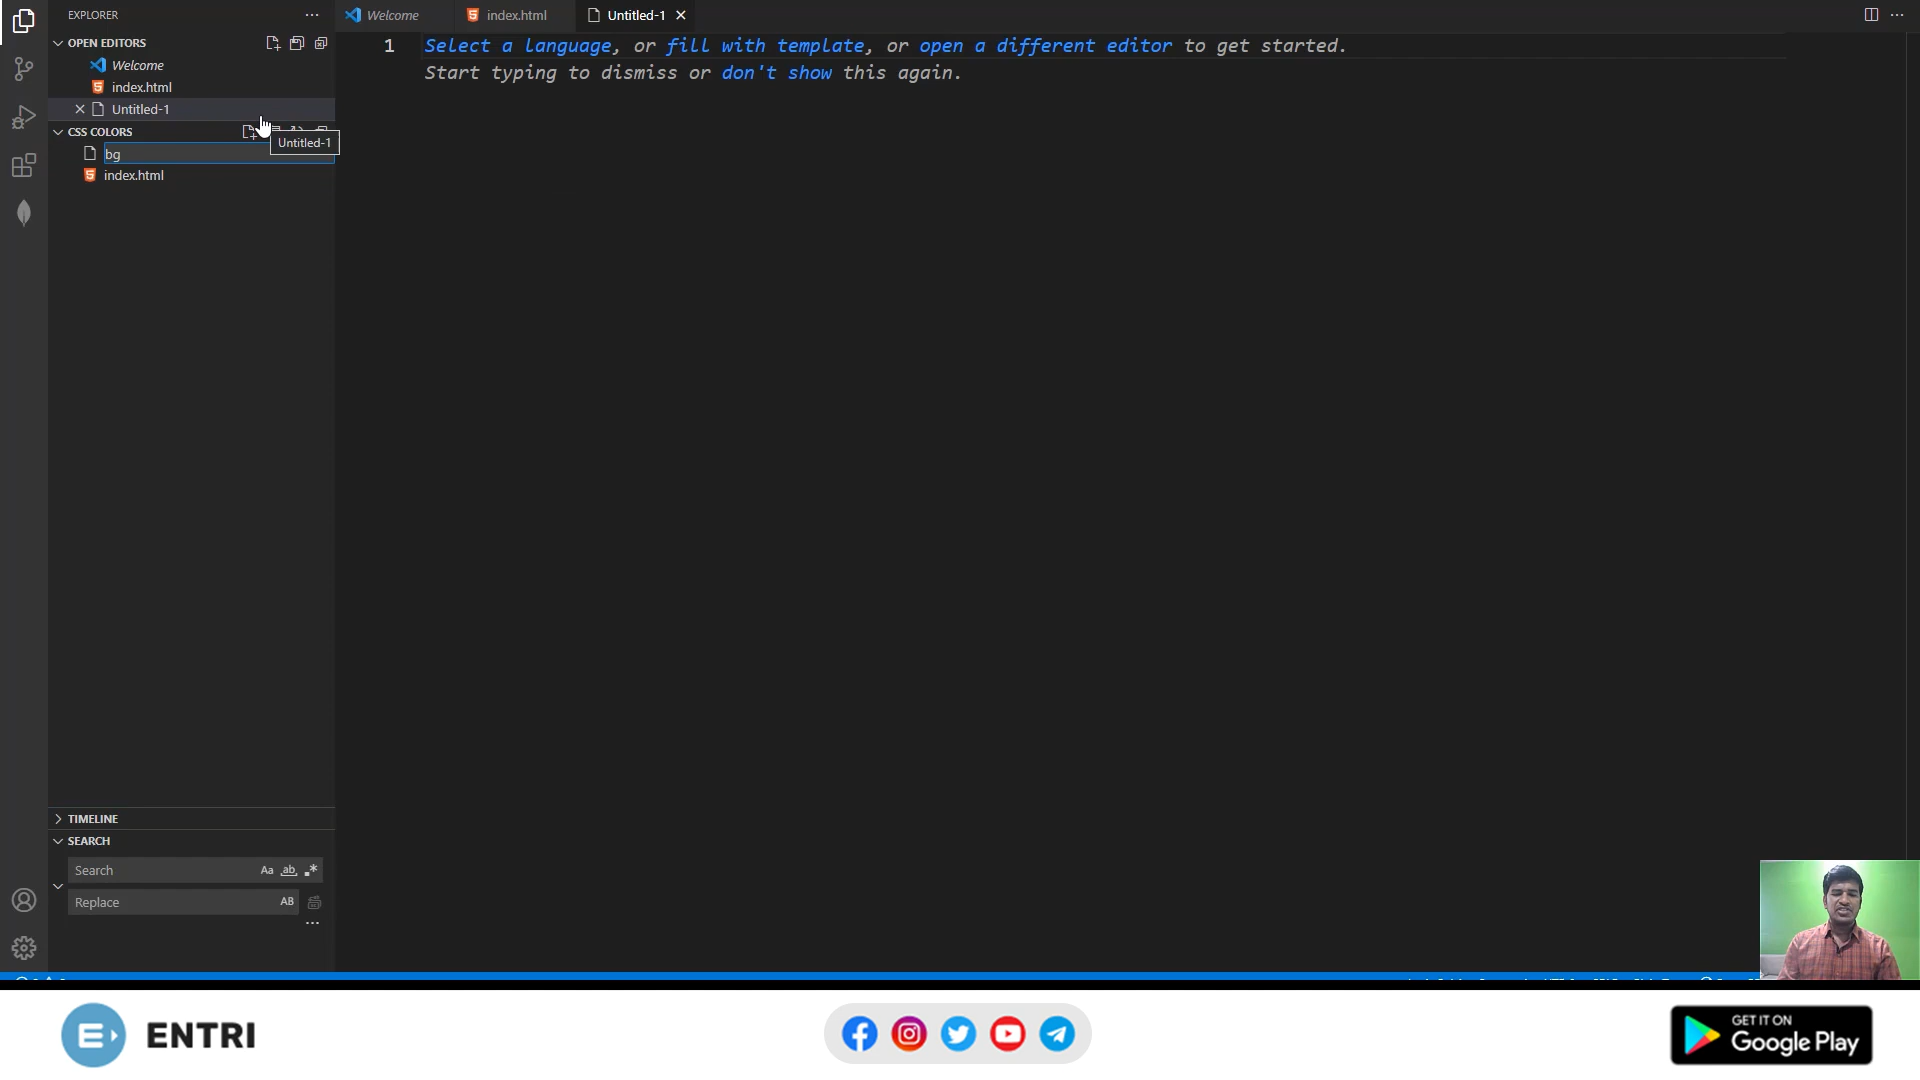 EXPLORER
Welcome
index.html
Untitled-1
OPEN EDITORS
Welcome
index.html
Untitled-1
CSS COLORS
Untitled-1
bg
index.html
1
Select a language, or fill with template, or open a different editor to get started.
Start typing to dismiss or don't show this again.
TIMELINE
SEARCH
Search
Aa
ab
Replace
AB
ENTRI
GET IT ON
Google Play